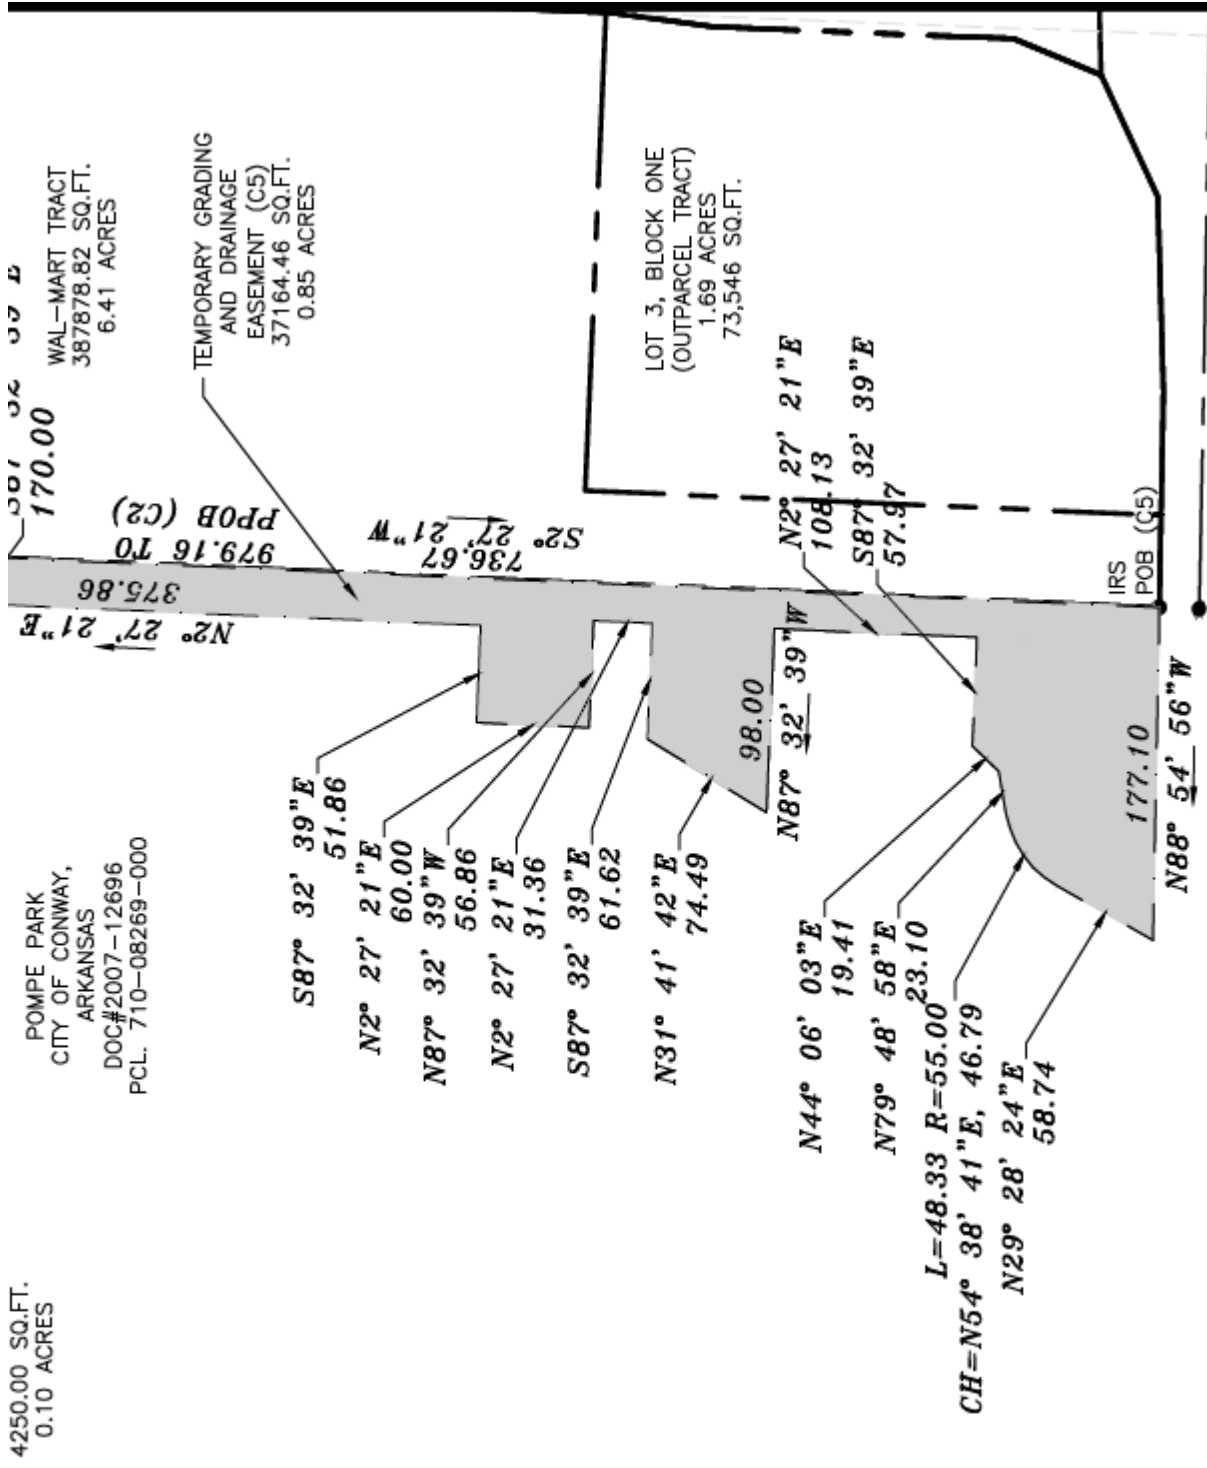 170.00
WAL-MART TRACT
387878.82 SQ.FT.
6.41 ACRES
TEMPORARY GRADING
AND DRAINAGE
EASEMENT (C5)
37164.46 SQ.FT.
0.85 ACRES
LOT 3, BLOCK ONE
(OUTPARCEL TRACT)
1.69 ACRES
73,546 SQ.FT.
979.16 TO
PPOB (C2)
S2° 27' 21"W
736.67
N2° 27' 21"E
375.86
N2° 27' 21"E
108.13
S87° 32' 39"E
57.97
IRS
POB (C5)
N88° 54' 56"W
177.10
N87° 32' 39"W
98.00
S87° 32' 39"E
51.86
N2° 27' 21"E
60.00
N87° 32' 39"W
56.86
N2° 27' 21"E
31.36
S87° 32' 39"E
61.62
N31° 41' 42"E
74.49
N44° 06' 03"E
19.41
N79° 48' 58"E
23.10
L=48.33 R=55.00
CH=N54° 38' 41"E, 46.79
N29° 28' 24"E
58.74
POMPE PARK
CITY OF CONWAY,
ARKANSAS
DOC#2007-12696
PCL. 710-08269-000
4250.00 SQ.FT.
0.10 ACRES